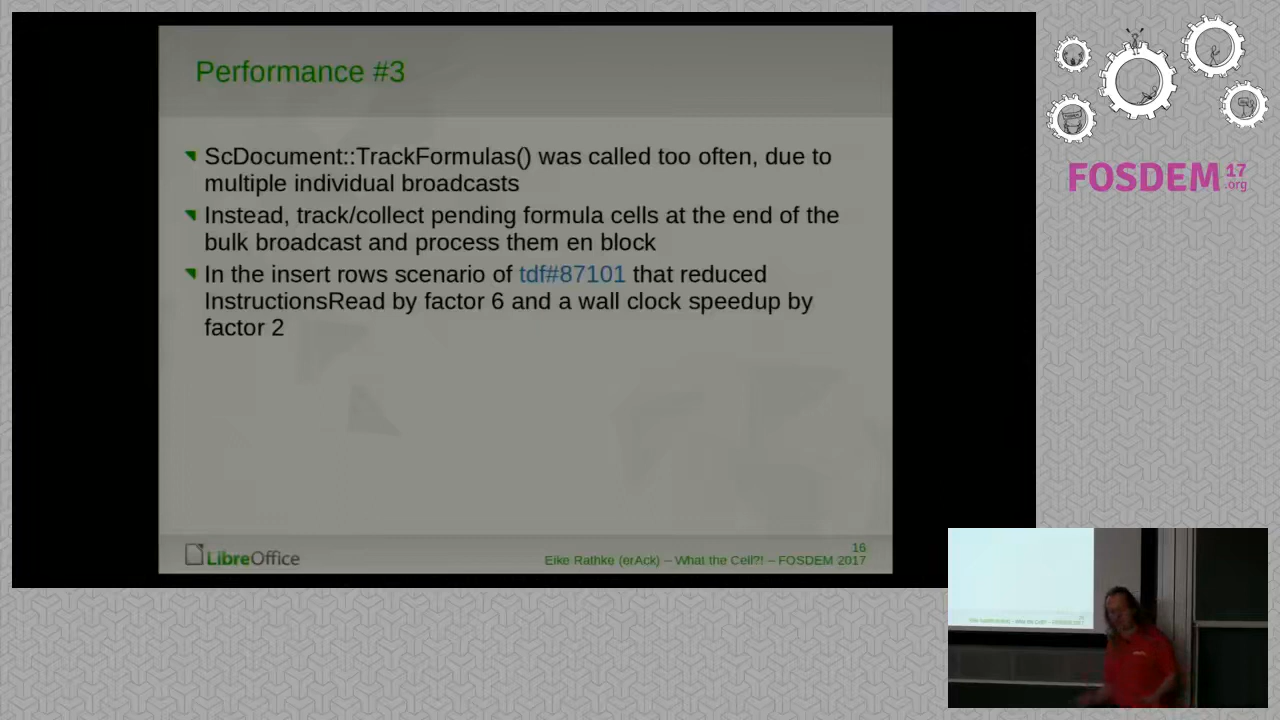 Performance #3
ScDocument::TrackFormulas() was called too often, due to
multiple individual broadcasts
Instead, track/collect pending formula cells at the end of the
bulk broadcast and process them en block
In the insert rows scenario of tdf#87101 that reduced
InstructionsRead by factor 6 and a wall clock speedup by
factor 2
LibreOffice
16
Eike Rathke (erAck) – What the Cell?! – FOSDEM 2017
FOSDEM 17
.org